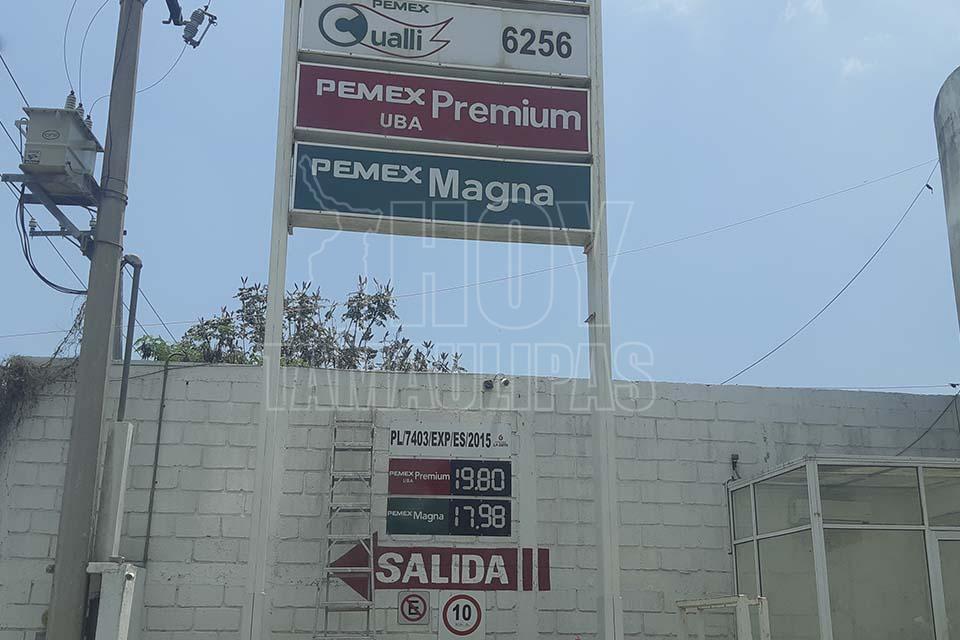 PEMEX
Cualli
6256
PEMEX Premium
UBA
PEMEX Magna
HOY
TAMAULIPAS
PL/7403/EXP/ES/2015
PEMEX Premium 19.80
UBA
PEMEX Magna 17.98
SALIDA
E
10